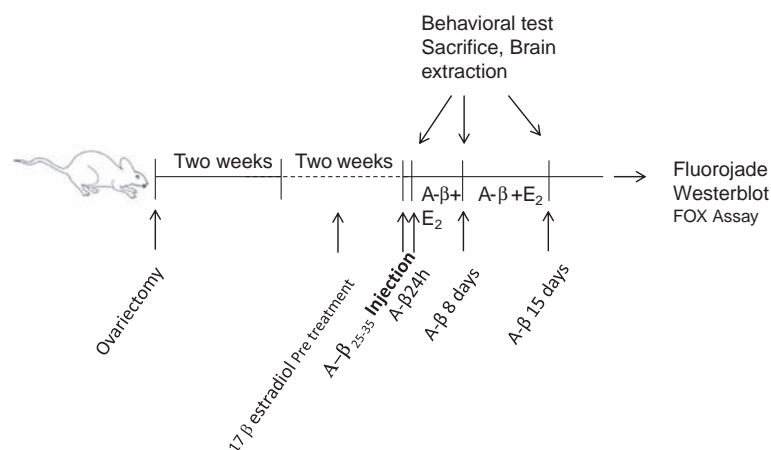 Behavioral test
Sacrifice, Brain
extraction
Two weeks
Two weeks
A-β+
E₂
A-β +E₂
Fluorojade
Westerblot
FOX Assay
Ovariectomy
17 β estradiol Pre treatment
A–β₂₅₋₃₅ Injection
A-β24h
A-β 8 days
A-β 15 days